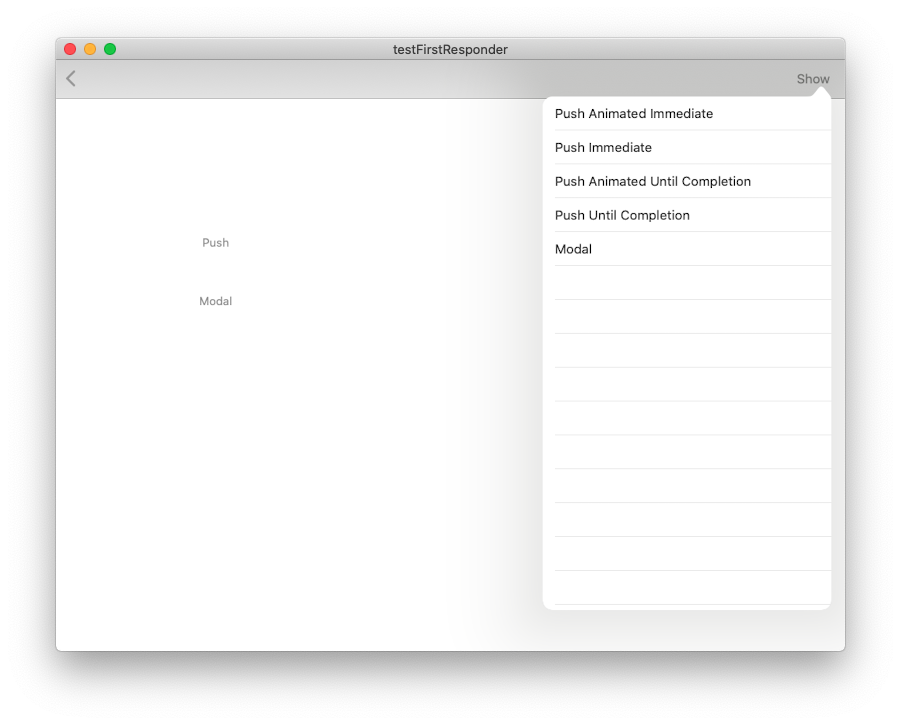 testFirstResponder
Show
Push Animated Immediate
Push Immediate
Push Animated Until Completion
Push Until Completion
Modal
Push
Modal